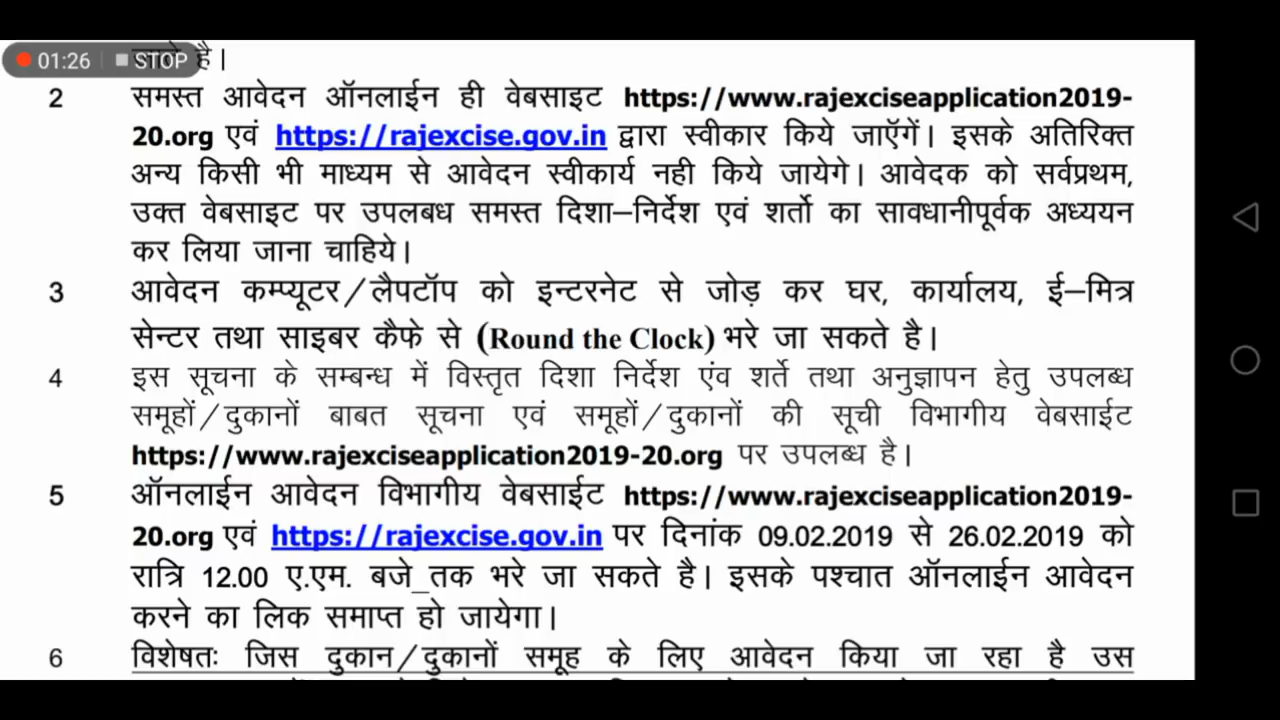 01:26 STOP है।
2 समस्त आवेदन ऑनलाईन ही वेबसाइट https://www.rajexciseapplication2019-
20.org एवं https://rajexcise.gov.in द्वारा स्वीकार किये जाऍगें। इसके अतिरिक्त
अन्य किसी भी माध्यम से आवेदन स्वीकार्य नही किये जायेगे। आवेदक को सर्वप्रथम,
उक्त वेबसाइट पर उपलबध समस्त दिशा–निर्देश एवं शर्तो का सावधानीपूर्वक अध्ययन
कर लिया जाना चाहिये।
3 आवेदन कम्प्यूटर/लैपटॉप को इन्टरनेट से जोड़ कर घर, कार्यालय, ई–मित्र
सेन्टर तथा साइबर कैफे से (Round the Clock) भरे जा सकते है।
4 इस सूचना के सम्बन्ध में विस्तृत दिशा निर्देश एंव शर्ते तथा अनुज्ञापन हेतु उपलब्ध
समूहों/दुकानों बाबत सूचना एवं समूहों/दुकानों की सूची विभागीय वेबसाईट
https://www.rajexciseapplication2019-20.org पर उपलब्ध है।
5 ऑनलाईन आवेदन विभागीय वेबसाईट https://www.rajexciseapplication2019-
20.org एवं https://rajexcise.gov.in पर दिनांक 09.02.2019 से 26.02.2019 को
रात्रि 12.00 ए.एम. बजे_तक भरे जा सकते है। इसके पश्चात ऑनलाईन आवेदन
करने का लिक समाप्त हो जायेगा।
6 विशेषतः जिस दुकान/दुकानों समूह के लिए आवेदन किया जा रहा है उस